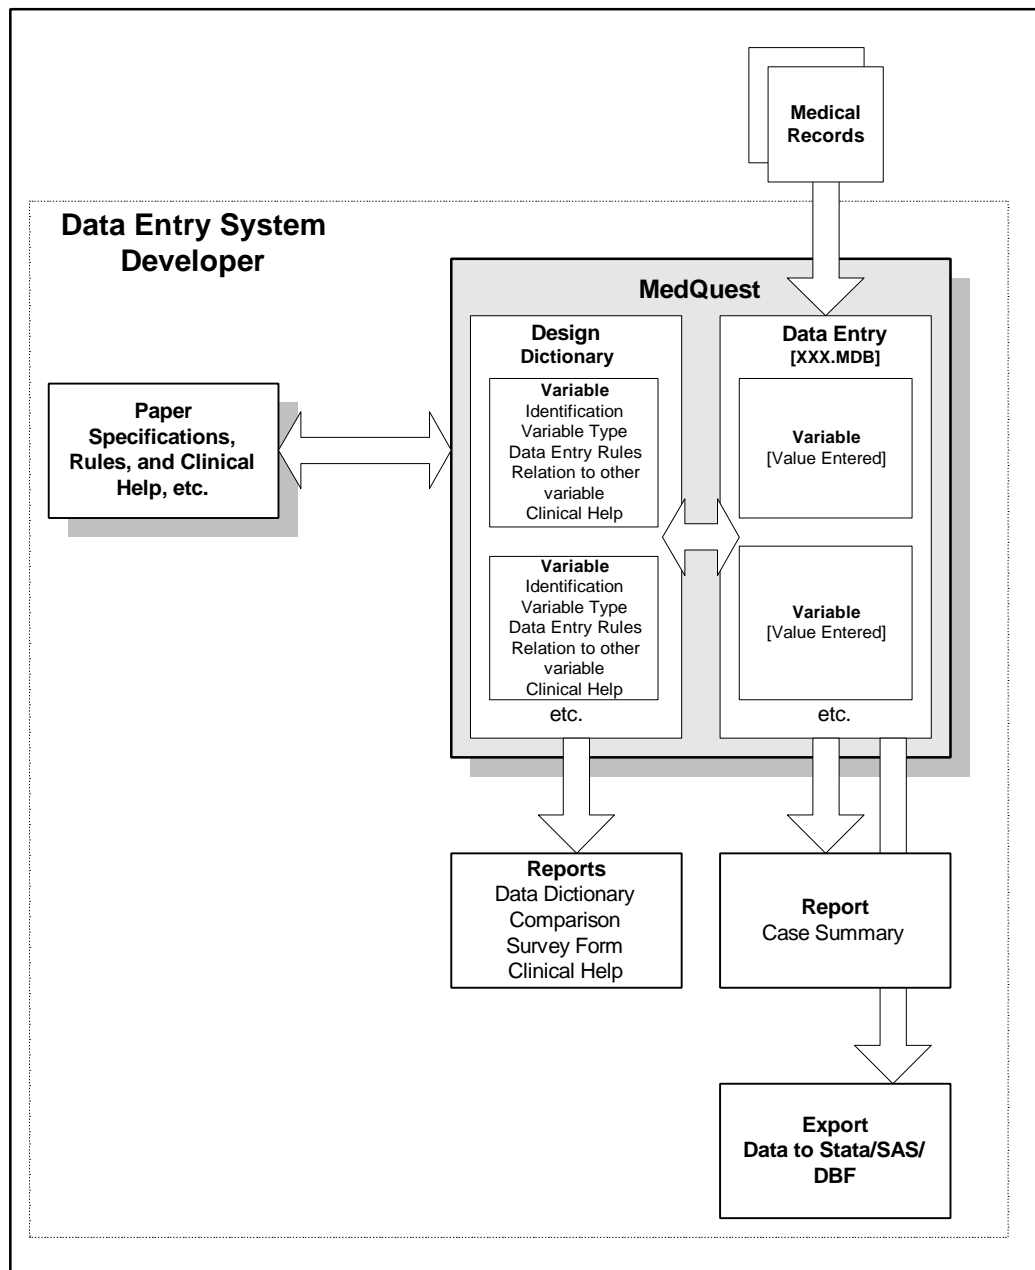 Medical
Records
Data Entry System
Developer
MedQuest
Design
Dictionary
Variable
Identification
Variable Type
Data Entry Rules
Relation to other
variable
Clinical Help
Variable
Identification
Variable Type
Data Entry Rules
Relation to other
variable
Clinical Help
etc.
Data Entry
[XXX.MDB]
Variable
[Value Entered]
Variable
[Value Entered]
etc.
Paper
Specifications,
Rules, and Clinical
Help, etc.
Reports
Data Dictionary
Comparison
Survey Form
Clinical Help
Report
Case Summary
Export
Data to Stata/SAS/
DBF